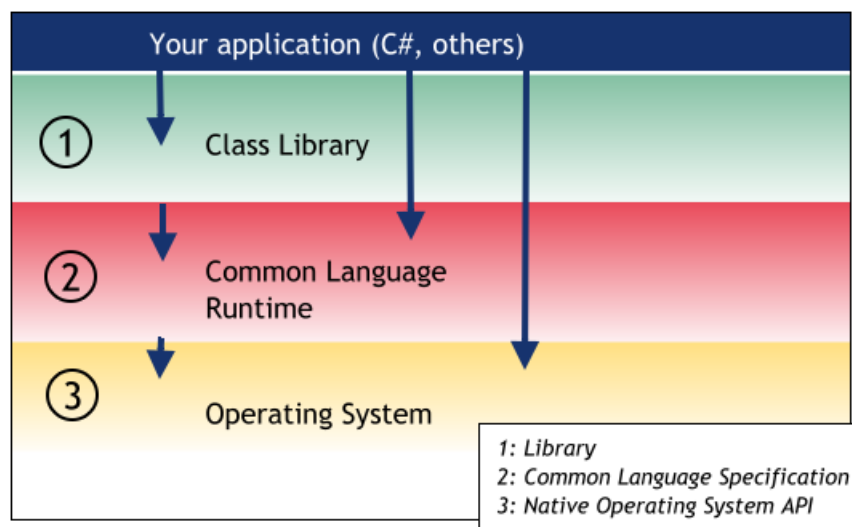 Your application (C#, others)
1
Class Library
2
Common Language
Runtime
3
Operating System
1: Library
2: Common Language Specification
3: Native Operating System API